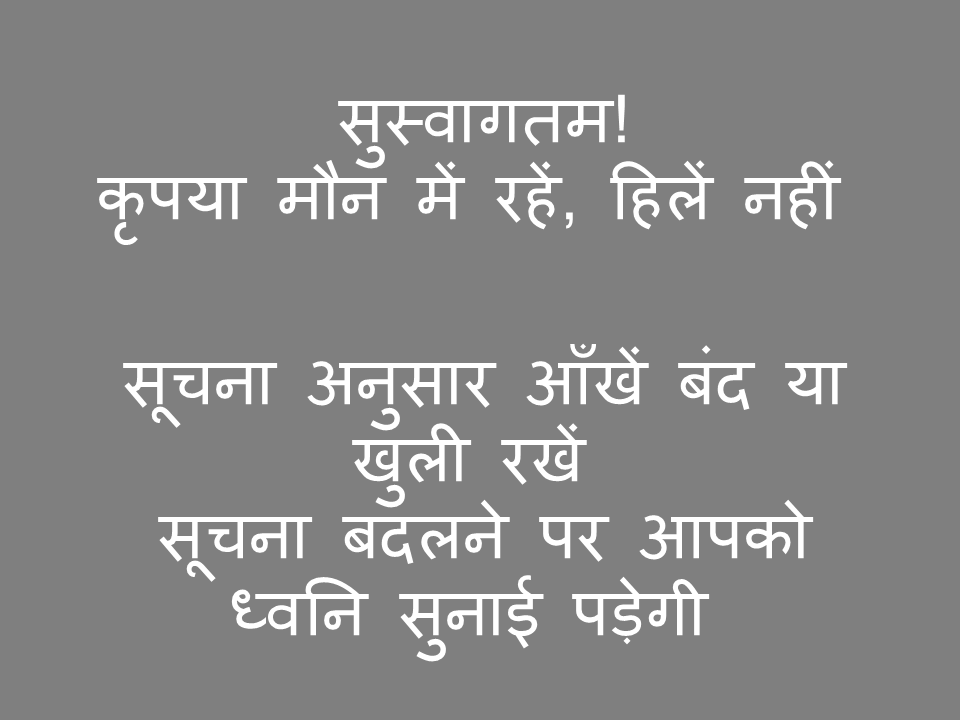 सुस्वागतम!
कृपया मौन में रहें, हिलें नहीं
सूचना अनुसार आँखें बंद या
खुली रखें
सूचना बदलने पर आपको
ध्वनि सुनाई पड़ेगी